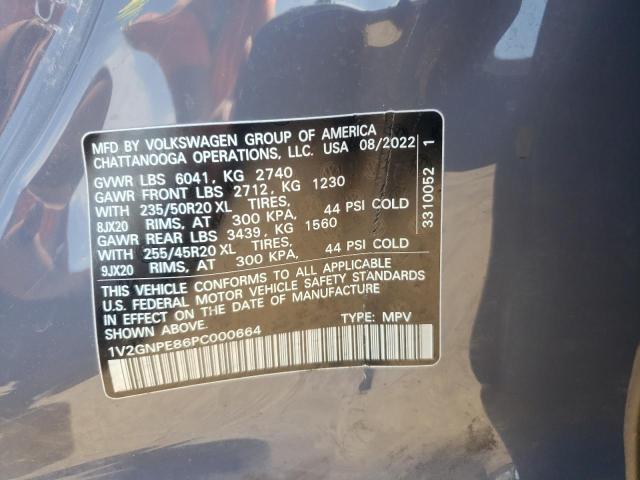 MFD BY VOLKSWAGEN GROUP OF AMERICA
CHATTANOOGA OPERATIONS, LLC. USA 08/2022
GVWR LBS 6041, KG 2740
GAWR FRONT LBS 2712, KG 1230
WITH 235/50R20 XL TIRES,
8JX20 RIMS, AT 300 KPA, 44 PSI COLD
GAWR REAR LBS 3439, KG 1560
WITH 255/45R20 XL TIRES,
9JX20 RIMS, AT 300 KPA, 44 PSI COLD
THIS VEHICLE CONFORMS TO ALL APPLICABLE
U.S. FEDERAL MOTOR VEHICLE SAFETY STANDARDS
IN EFFECT ON THE DATE OF MANUFACTURE
SHOWN ABOVE.
1V2GNPE86PC000664 TYPE: MPV
3310052 1